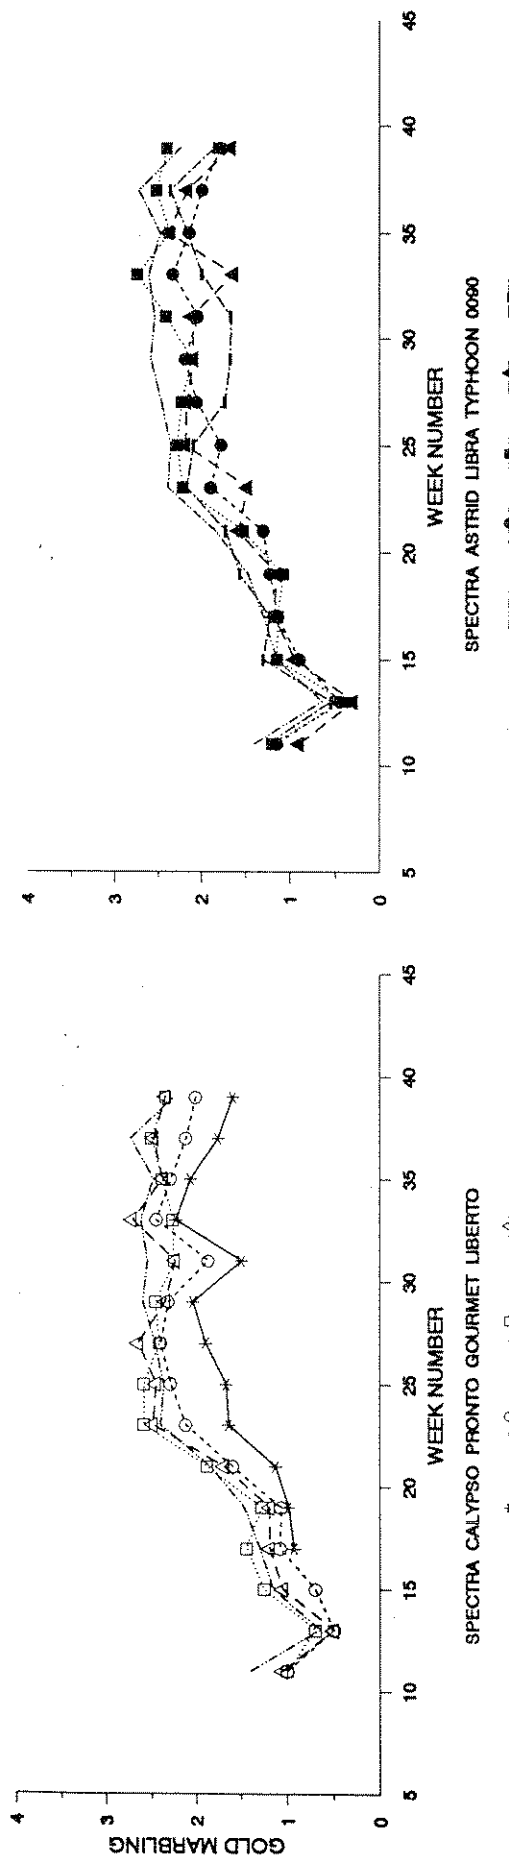 GOLD MARBLING
4
3
2
1
0
5 10 15 20 25 30 35 40 45
WEEK NUMBER
SPECTRA CALYPSO PRONTO GOURMET LIBERTO
4
3
2
1
0
5 10 15 20 25 30 35 40 45
WEEK NUMBER
SPECTRA ASTRID LIBRA TYPHOON 0090